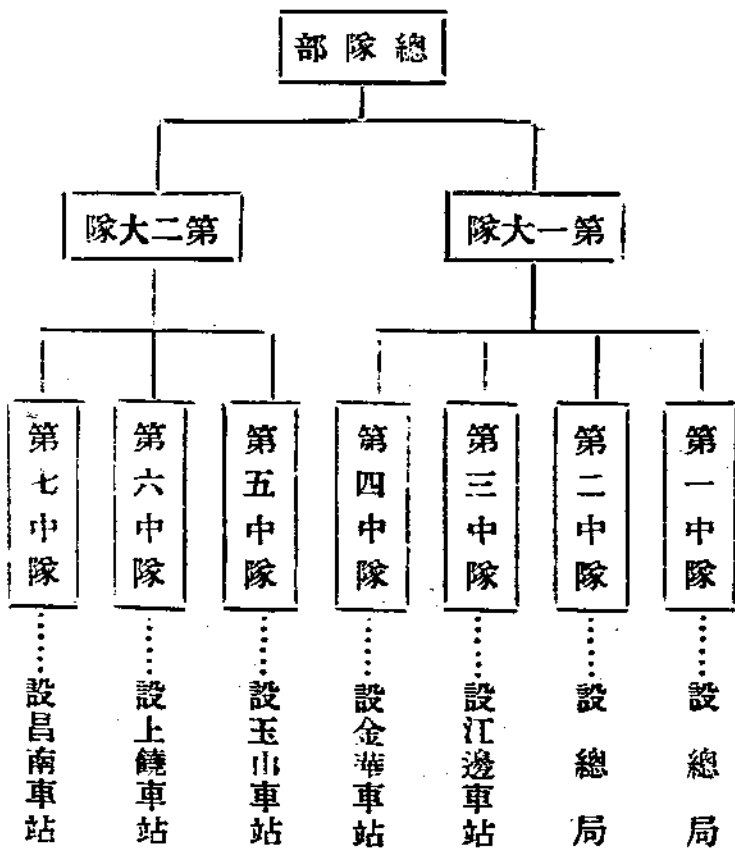 總隊部
第一大隊
第二大隊
第一中隊
第二中隊
第三中隊
第四中隊
第五中隊
第六中隊
第七中隊
設總局
設總局
設江邊車站
設金華車站
設玉山車站
設上饒車站
設昌南車站